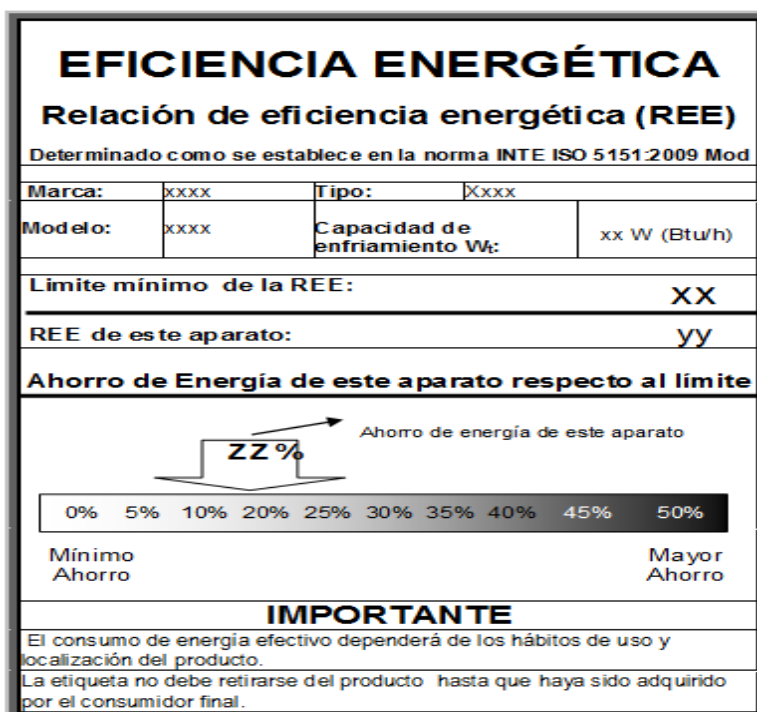 EFICIENCIA ENERGÉTICA
Relación de eficiencia energética (REE)
Determinado como se establece en la norma INTE ISO 5151:2009 Mod
Marca: xxxx Tipo: Xxxx
Modelo: xxxx Capacidad de enfriamiento Wt: xx W (Btu/h)
Limite mínimo de la REE: xx
REE de este aparato: yy
Ahorro de Energía de este aparato respecto al límite
Ahorro de energía de este aparato
ZZ %
0% 5% 10% 20% 25% 30% 35% 40% 45% 50%
Mínimo Ahorro
Mayor Ahorro
IMPORTANTE
El consumo de energía efectivo dependerá de los hábitos de uso y
localización del producto.
La etiqueta no debe retirarse del producto hasta que haya sido adquirido
por el consumidor final.